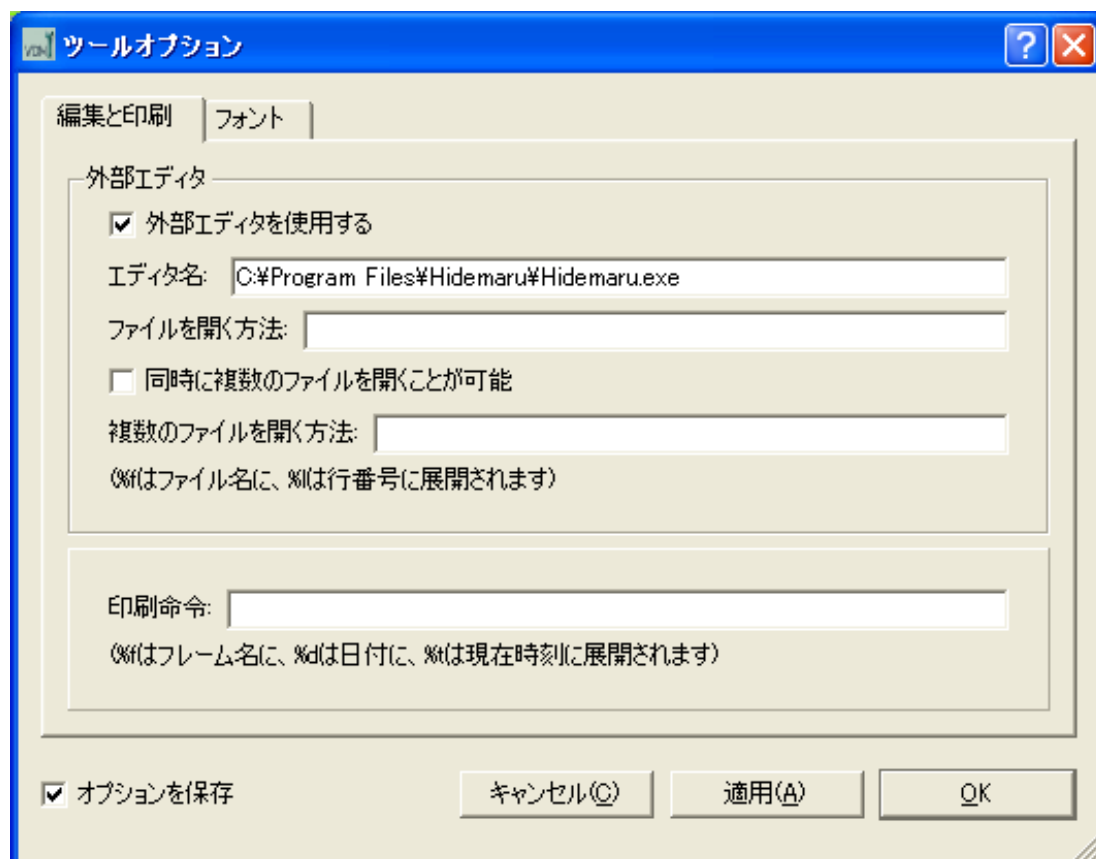 ツールオプション
編集と印刷 フォント
外部エディタ
外部エディタを使用する
エディタ名: C:¥Program Files¥Hidemaru¥Hidemaru.exe
ファイルを開く方法:
同時に複数のファイルを開くことが可能
複数のファイルを開く方法:
(%fはファイル名に、%lは行番号に展開されます)
印刷命令:
(%fはフレーム名に、%dは日付に、%tは現在時刻に展開されます)
オプションを保存 キャンセル(C) 適用(A) OK